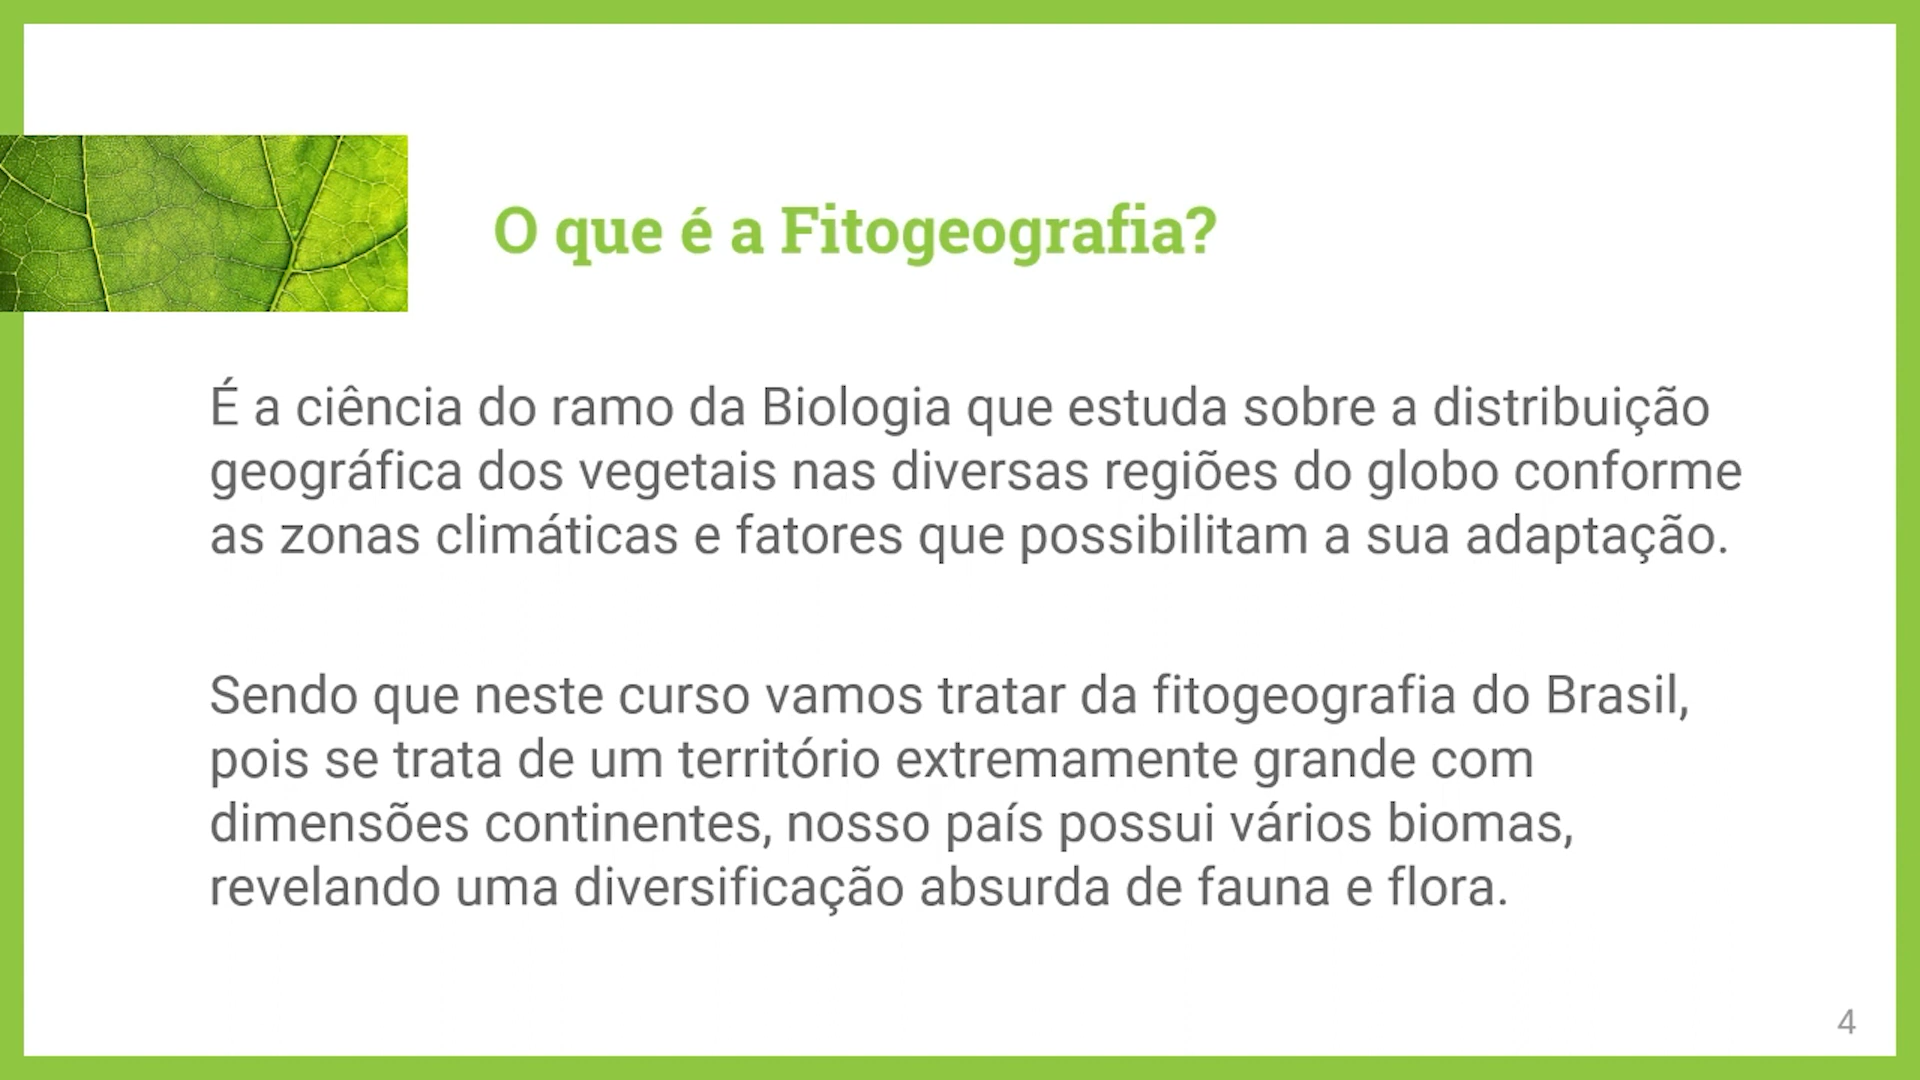 O que é a Fitogeografia?
É a ciência do ramo da Biologia que estuda sobre a distribuição
geográfica dos vegetais nas diversas regiões do globo conforme
as zonas climáticas e fatores que possibilitam a sua adaptação.
Sendo que neste curso vamos tratar da fitogeografia do Brasil,
pois se trata de um território extremamente grande com
dimensões continentes, nosso país possui vários biomas,
revelando uma diversificação absurda de fauna e flora.
4